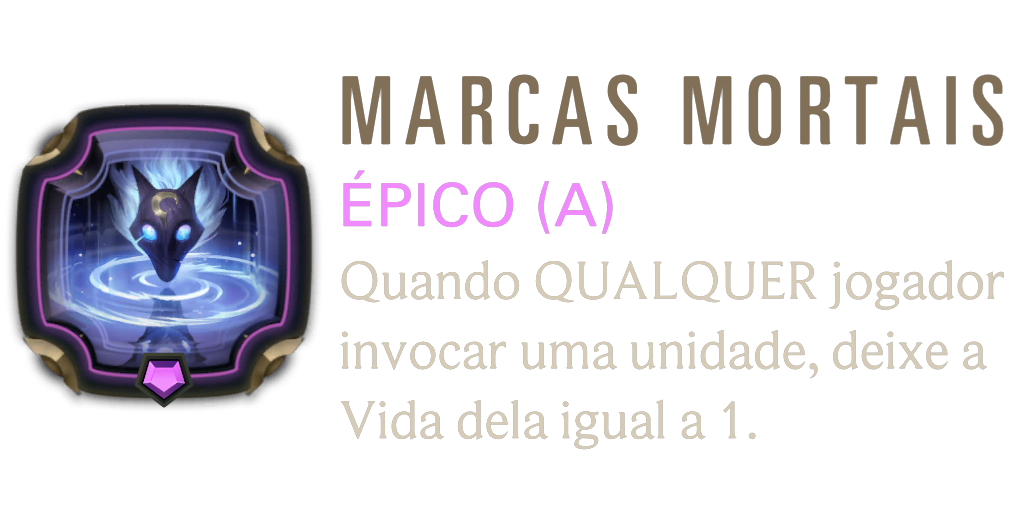 MARCAS MORTAIS
ÉPICO (A)
Quando QUALQUER jogador
invocar uma unidade, deixe a
Vida dela igual a 1.